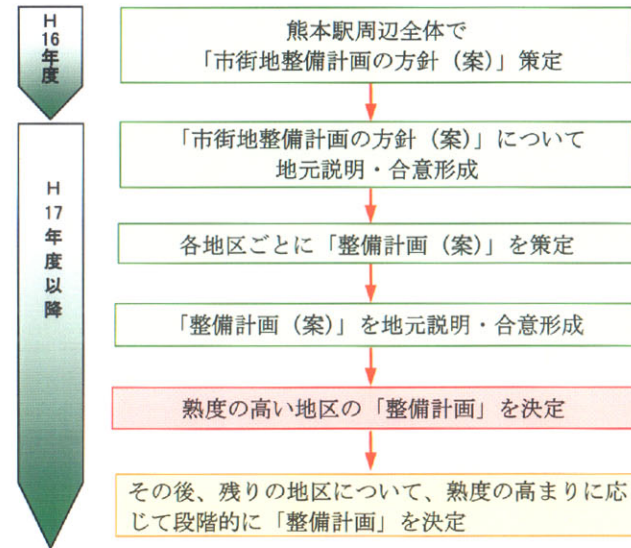 H
16
年
度
熊本駅周辺全体で
「市街地整備計画の方針（案）」策定
H
17
年
度
以
降
「市街地整備計画の方針（案）」について
地元説明・合意形成
各地区ごとに「整備計画（案）」を策定
「整備計画（案）」を地元説明・合意形成
熟度の高い地区の「整備計画」を決定
その後、残りの地区について、熟度の高まりに応
じて段階的に「整備計画」を決定